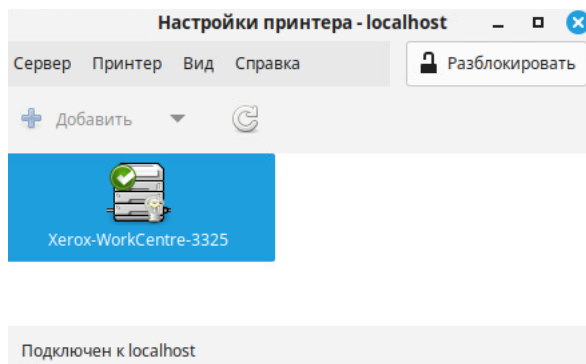 Настройки принтера - localhost
Сервер Принтер Вид Справка Разблокировать
Добавить
Xerox-WorkCentre-3325
Подключен к localhost